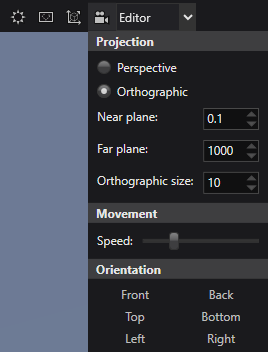 Editor
Projection
Perspective
Orthographic
Near plane: 0.1
Far plane: 1000
Orthographic size: 10
Movement
Speed:
Orientation
Front Back
Top Bottom
Left Right